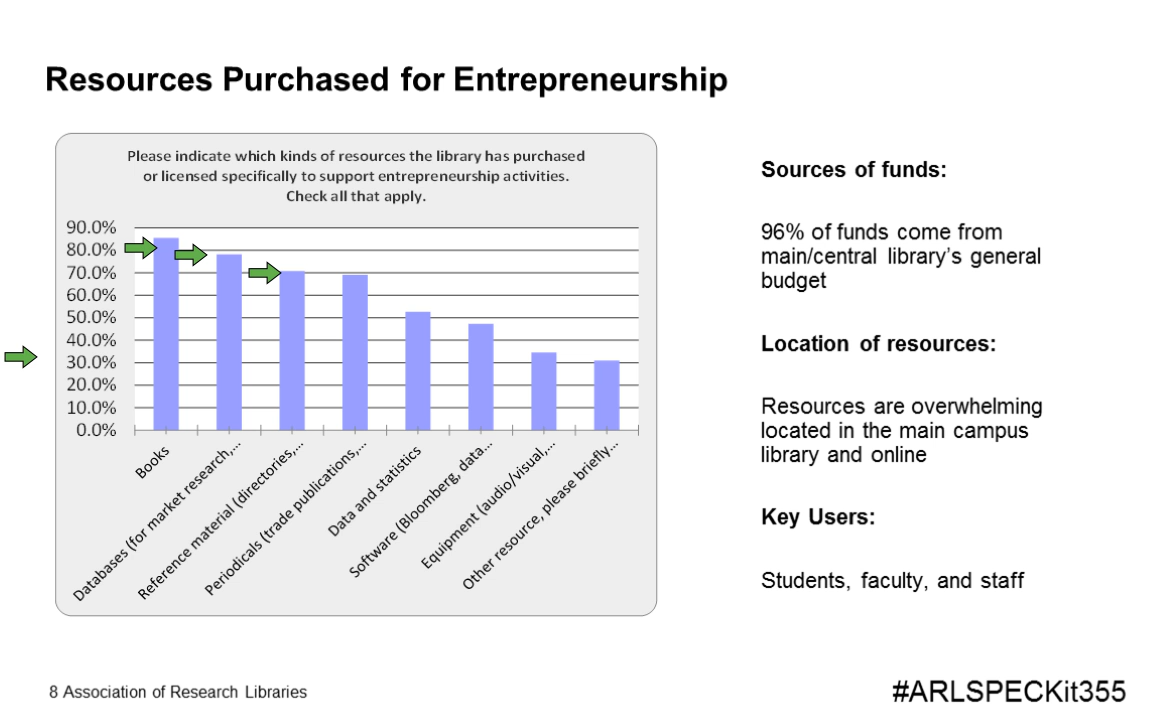 Resources Purchased for Entrepreneurship
Please indicate which kinds of resources the library has purchased
or licensed specifically to support entrepreneurship activities.
Check all that apply.
90.0%
80.0%
70.0%
60.0%
50.0%
40.0%
30.0%
20.0%
10.0%
0.0%
Books
Databases (for market research,...
Reference material (directories,...
Periodicals (trade publications,...
Data and statistics
Software (Bloomberg, data...
Equipment (audio/visual,...
Other resource, please briefly...
Sources of funds:
96% of funds come from
main/central library's general
budget
Location of resources:
Resources are overwhelming
located in the main campus
library and online
Key Users:
Students, faculty, and staff
8 Association of Research Libraries
#ARLSPECKit355